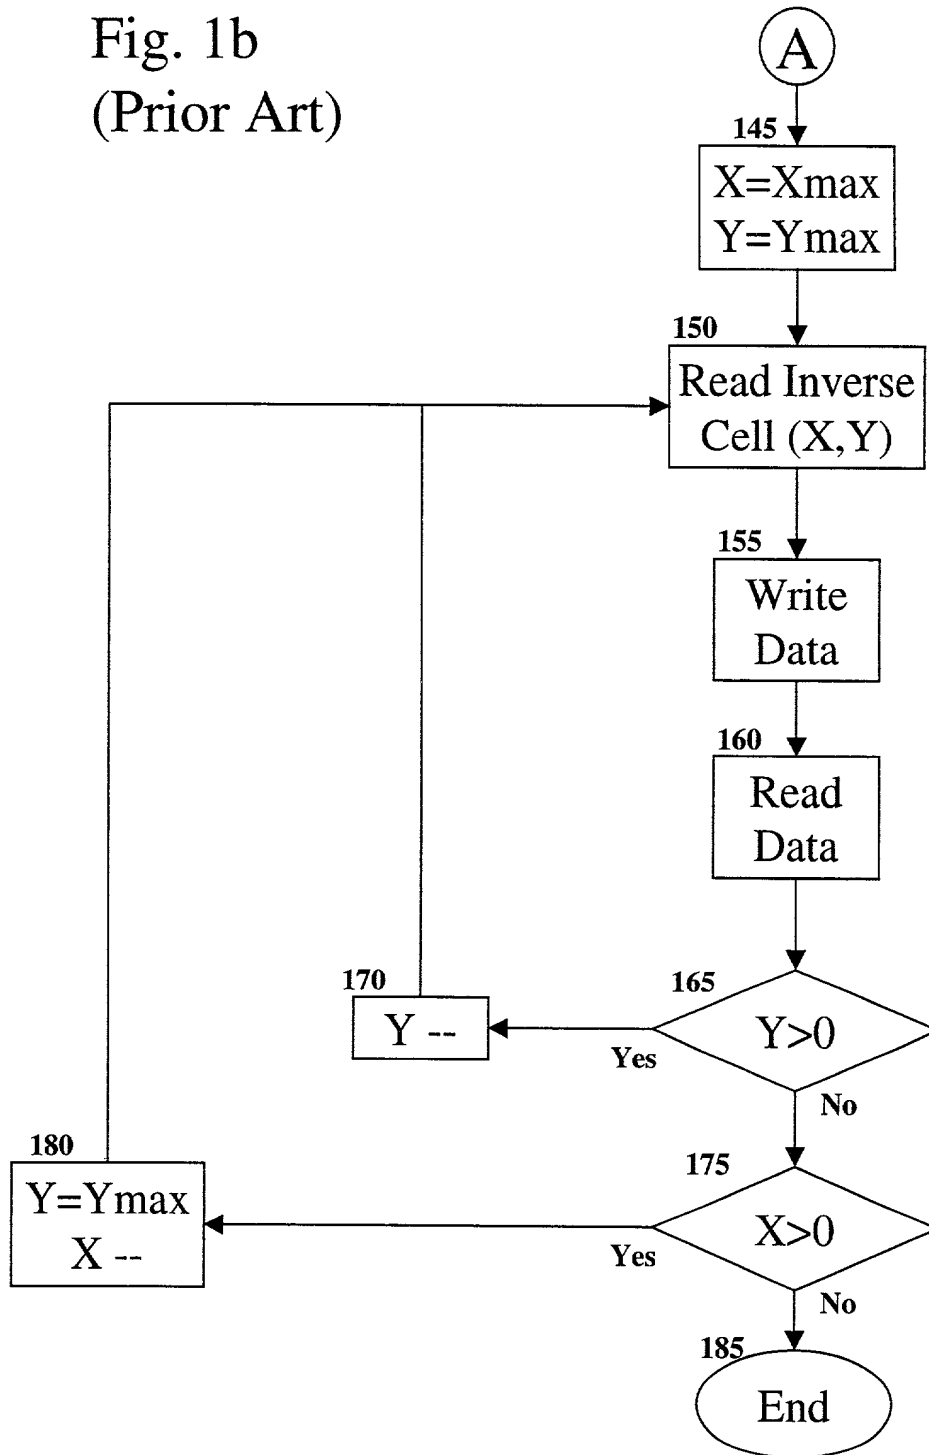 Fig. 1b
(Prior Art)
A
145
X=Xmax
Y=Ymax
150
Read Inverse
Cell (X,Y)
155
Write
Data
160
Read
Data
165
Y>0
Yes
No
170
Y --
175
X>0
Yes
No
180
Y=Ymax
X --
185
End